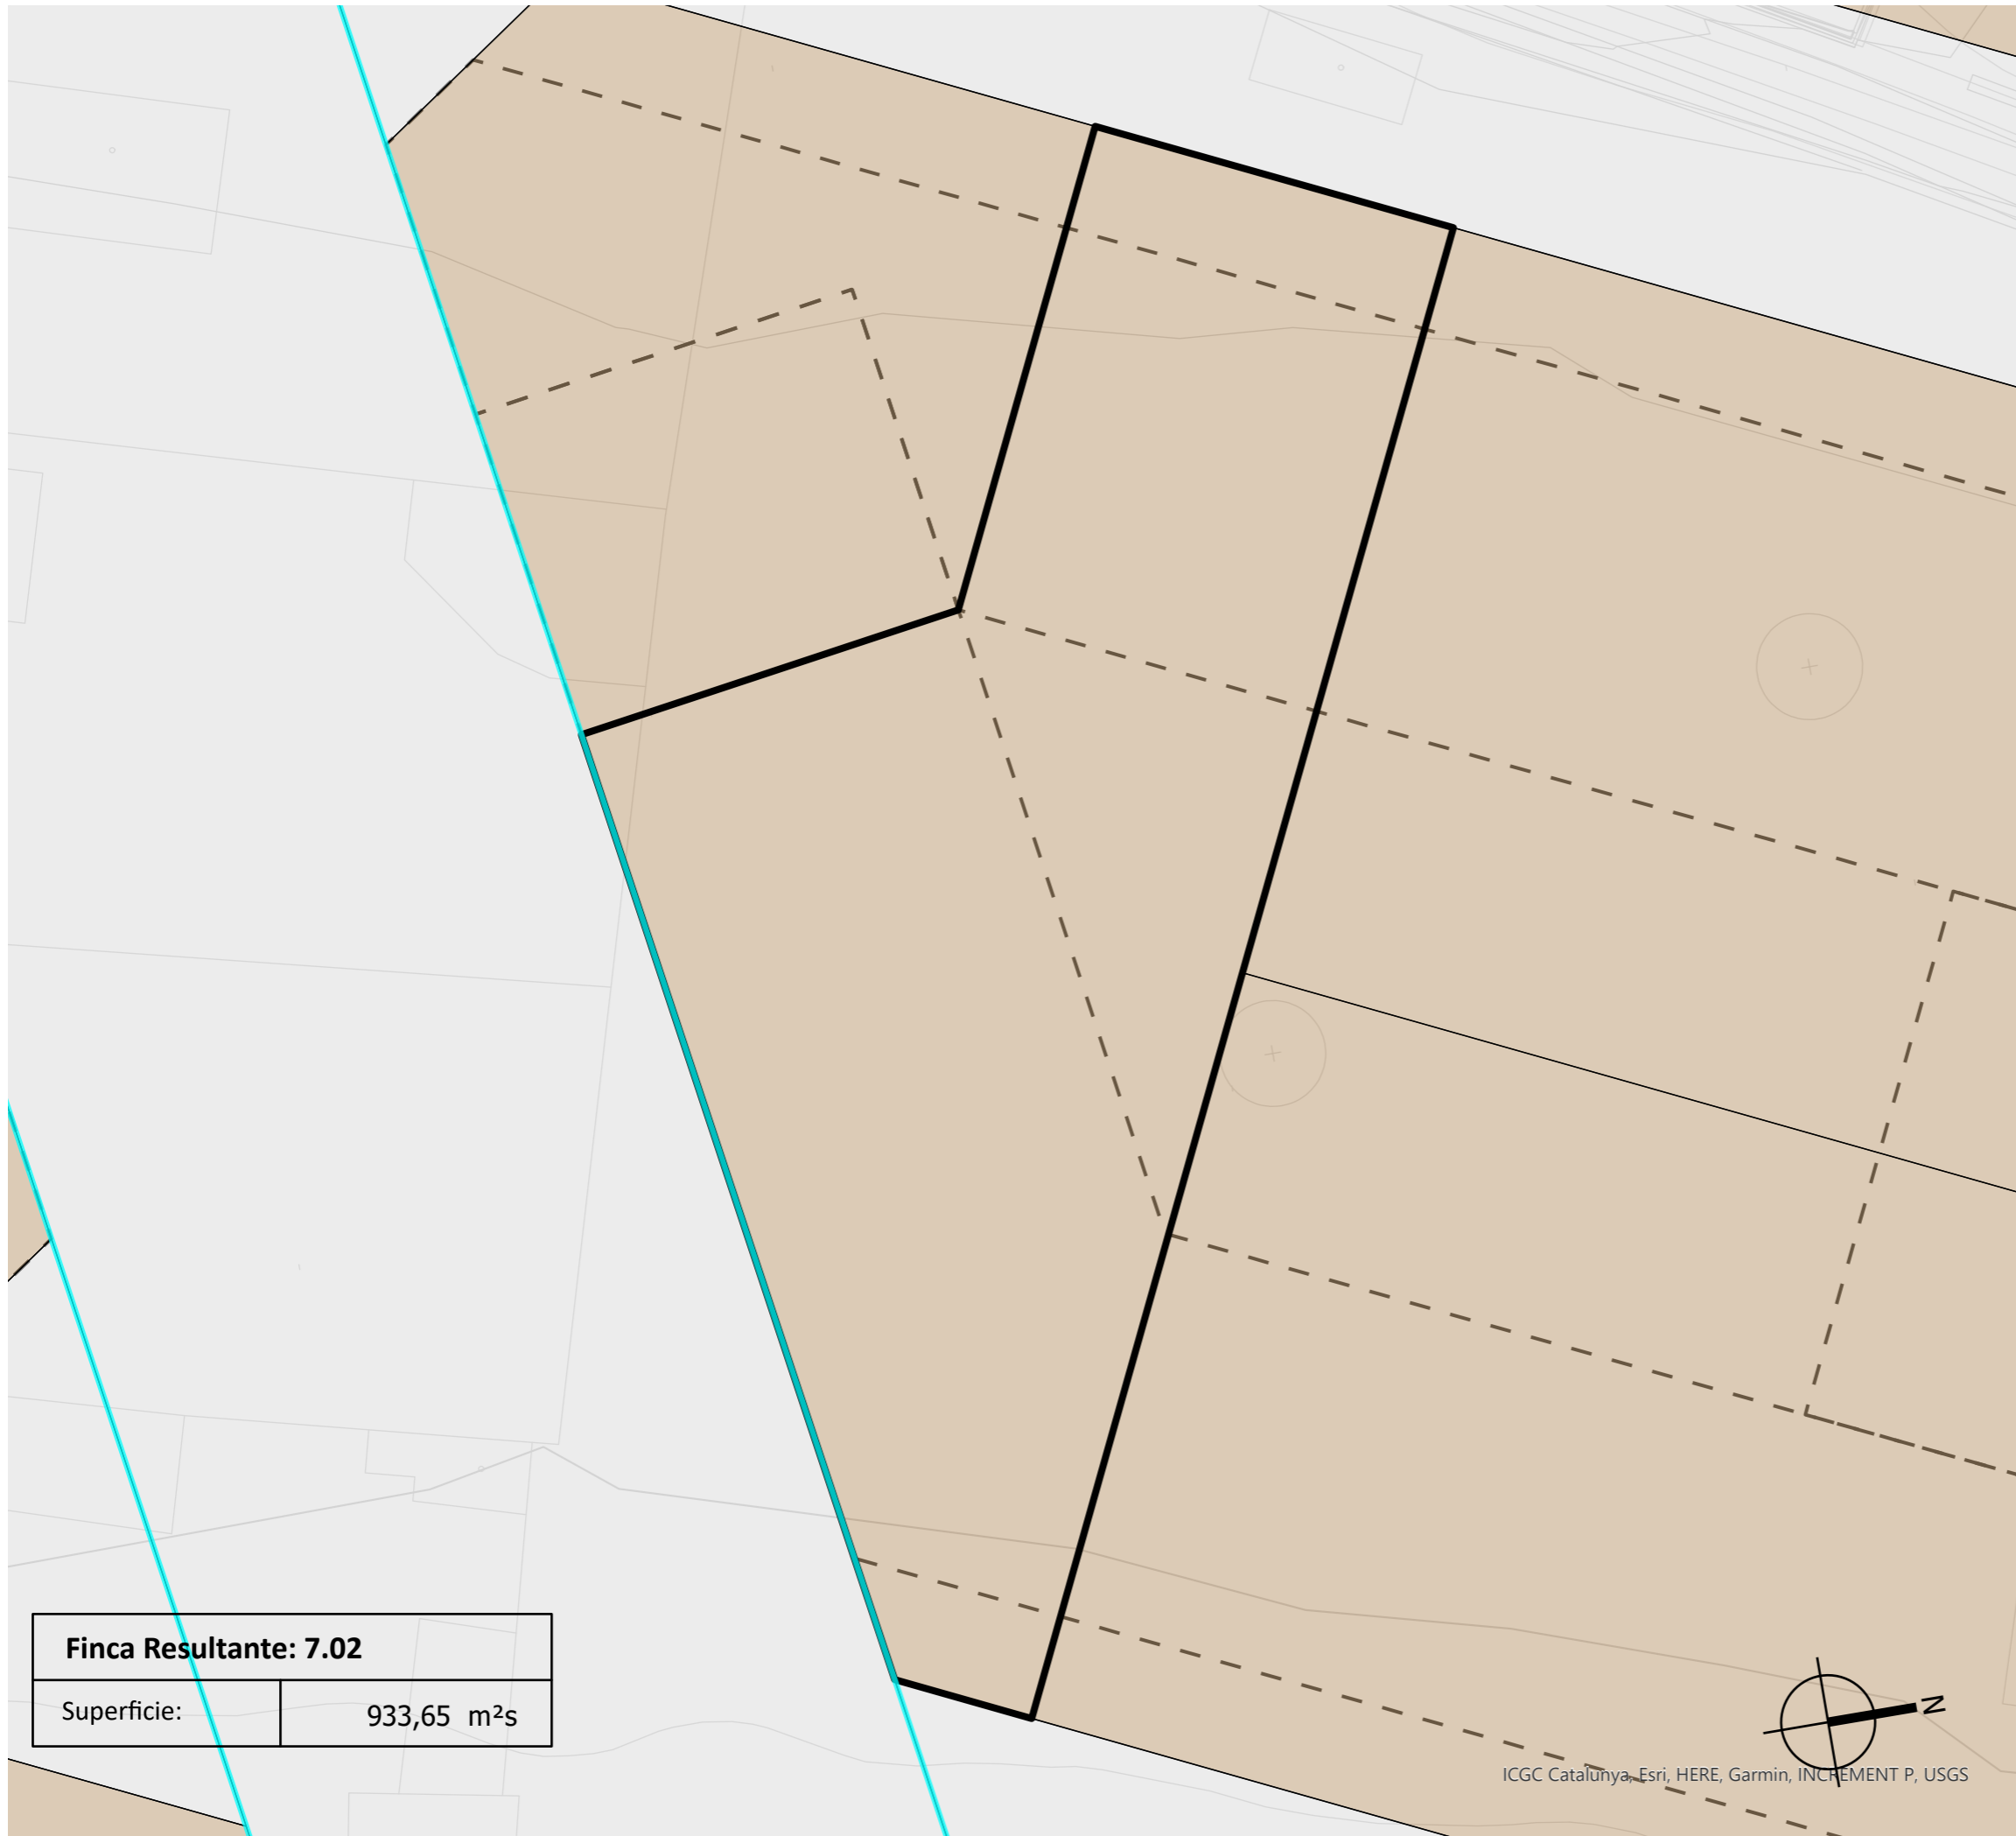 Finca Resultante: 7.02
Superficie: 933,65 m²s
N
ICGC Catalunya, Esri, HERE, Garmin, INCREMENT P, USGS